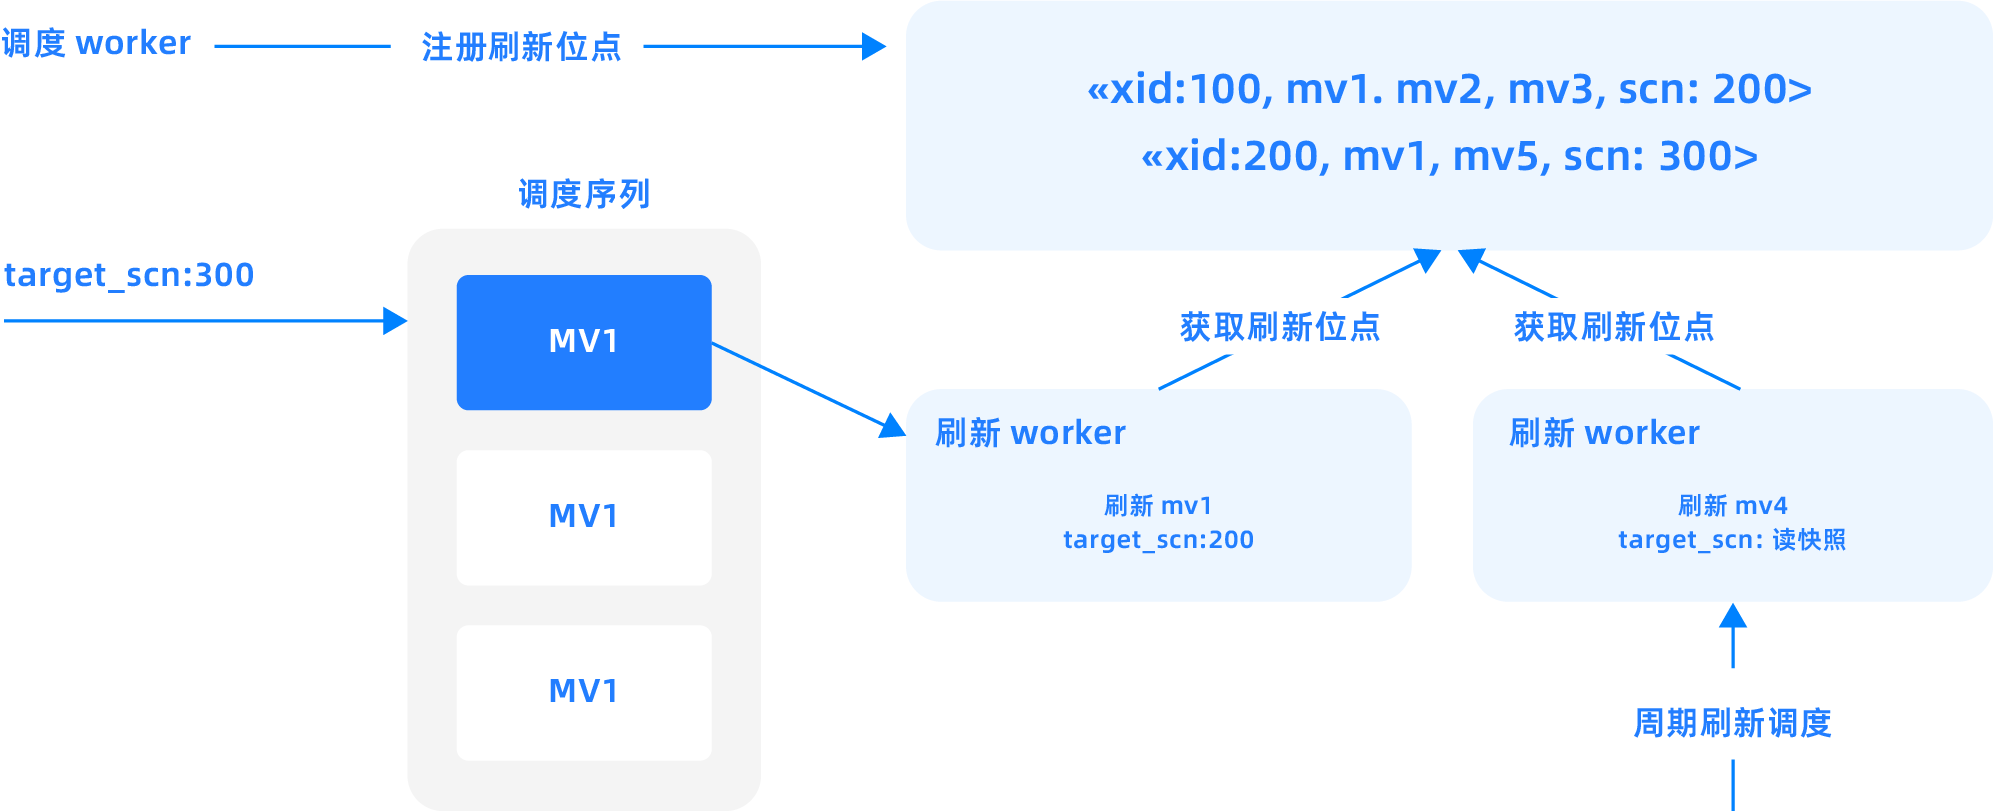 调度 worker
注册刷新位点
«xid:100, mv1. mv2, mv3, scn: 200>
«xid:200, mv1, mv5, scn: 300>
调度序列
target_scn:300
MV1
MV1
MV1
获取刷新位点
获取刷新位点
刷新 worker
刷新 mv1
target_scn:200
刷新 worker
刷新 mv4
target_scn: 读快照
周期刷新调度